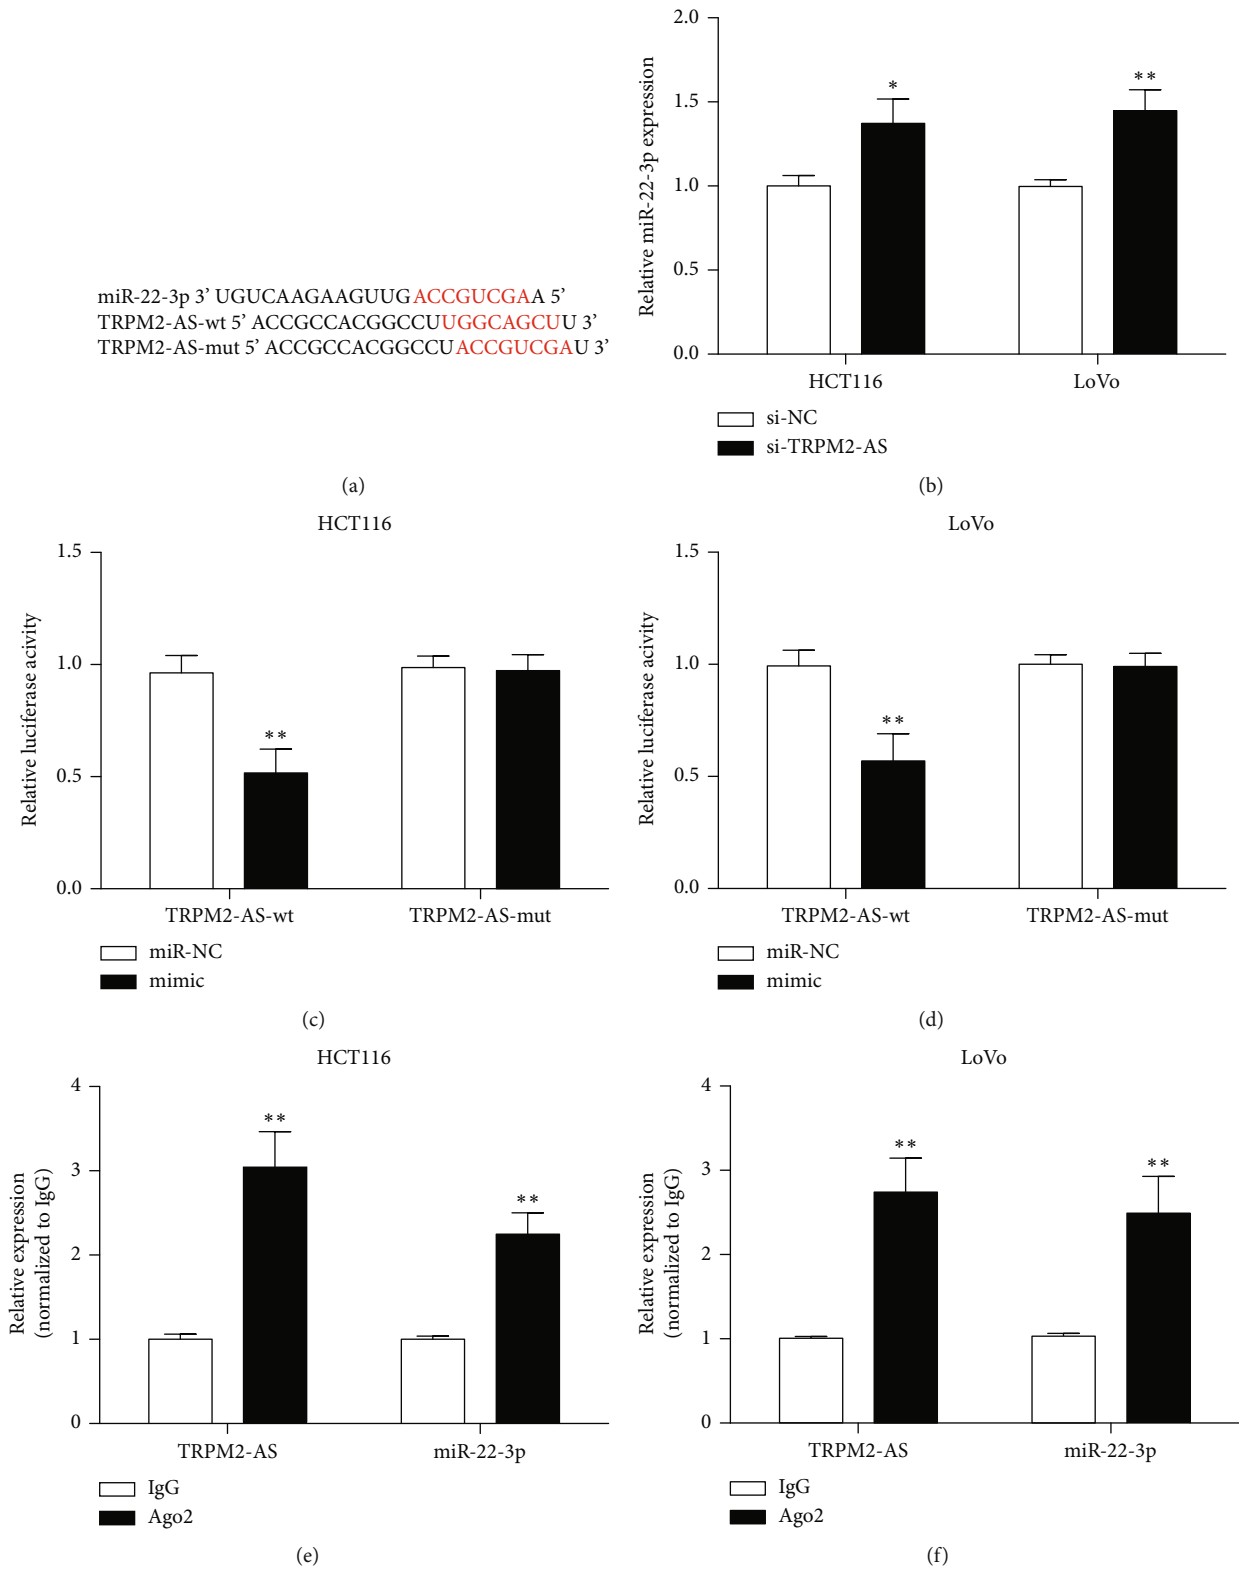 miR-22-3p 3’ UGUCAAGAAGUUGACCGUCGAA 5’
TRPM2-AS-wt 5’ ACCGCCACGGCCUUGGCAGCUU 3’
TRPM2-AS-mut 5’ ACCGCCACGGCCUACCGUCGAU 3’
(a)
Relative miR-22-3p expression
2.0
1.5
1.0
0.5
0.0
*
**
HCT116
LoVo
si-NC
si-TRPM2-AS
(b)
HCT116
Relative luciferase acivity
1.5
1.0
0.5
0.0
**
TRPM2-AS-wt
TRPM2-AS-mut
miR-NC
mimic
(c)
LoVo
Relative luciferase acivity
1.5
1.0
0.5
0.0
**
TRPM2-AS-wt
TRPM2-AS-mut
miR-NC
mimic
(d)
HCT116
Relative expression
(normalized to IgG)
4
3
2
1
0
**
**
TRPM2-AS
miR-22-3p
IgG
Ago2
(e)
LoVo
Relative expression
(normalized to IgG)
4
3
2
1
0
**
**
TRPM2-AS
miR-22-3p
IgG
Ago2
(f)